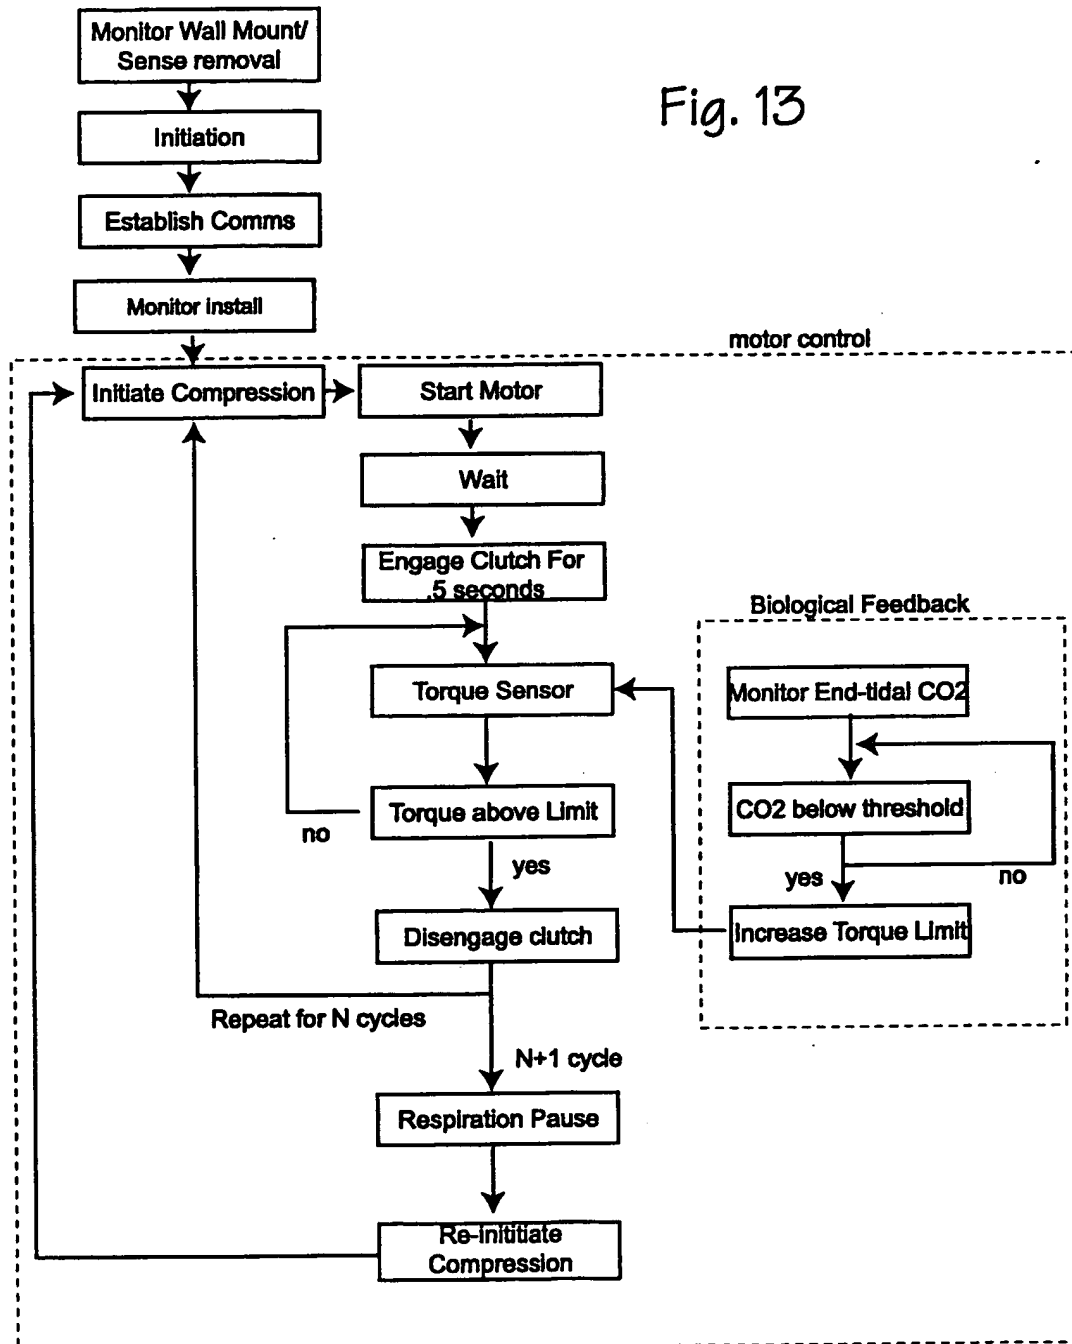 Monitor Wall Mount/
Sense removal
Fig. 13
Initiation
Establish Comms
Monitor install
motor control
Initiate Compression
Start Motor
Wait
Engage Clutch For
.5 seconds
Biological Feedback
Torque Sensor
Monitor End-tidal CO2
Torque above Limit
no
yes
CO2 below threshold
yes
no
Disengage clutch
Increase Torque Limit
Repeat for N cycles
N+1 cycle
Respiration Pause
Re-inititiate
Compression